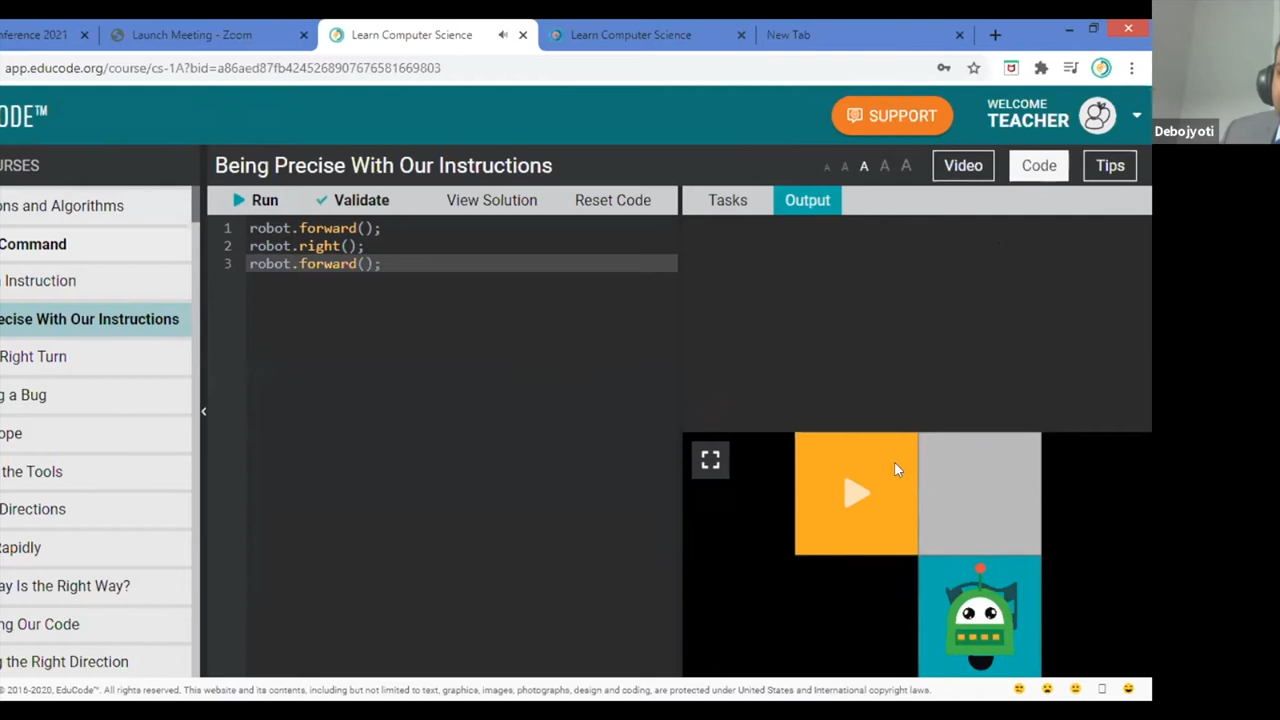 nference 2021
Launch Meeting - Zoom
Learn Computer Science
Learn Computer Science
New Tab
app.educode.org/course/cs-1A?bid=a86aed87fb4245268907676581669803
ODE™
SUPPORT
WELCOME
TEACHER
Debojyoti
URSES
Being Precise With Our Instructions
A A A A A
Video
Code
Tips
Run
Validate
View Solution
Reset Code
Tasks
Output
ons and Algorithms
Command
Instruction
ecise With Our Instructions
Right Turn
g a Bug
ope
the Tools
Directions
Rapidly
ay Is the Right Way?
ng Our Code
g the Right Direction
1 robot.forward();
2 robot.right();
3 robot.forward();
© 2016-2020, EduCode™. All rights reserved. This website and its contents, including but not limited to text, graphics, images, photographs, design and coding, are protected under United States and International copyright laws.